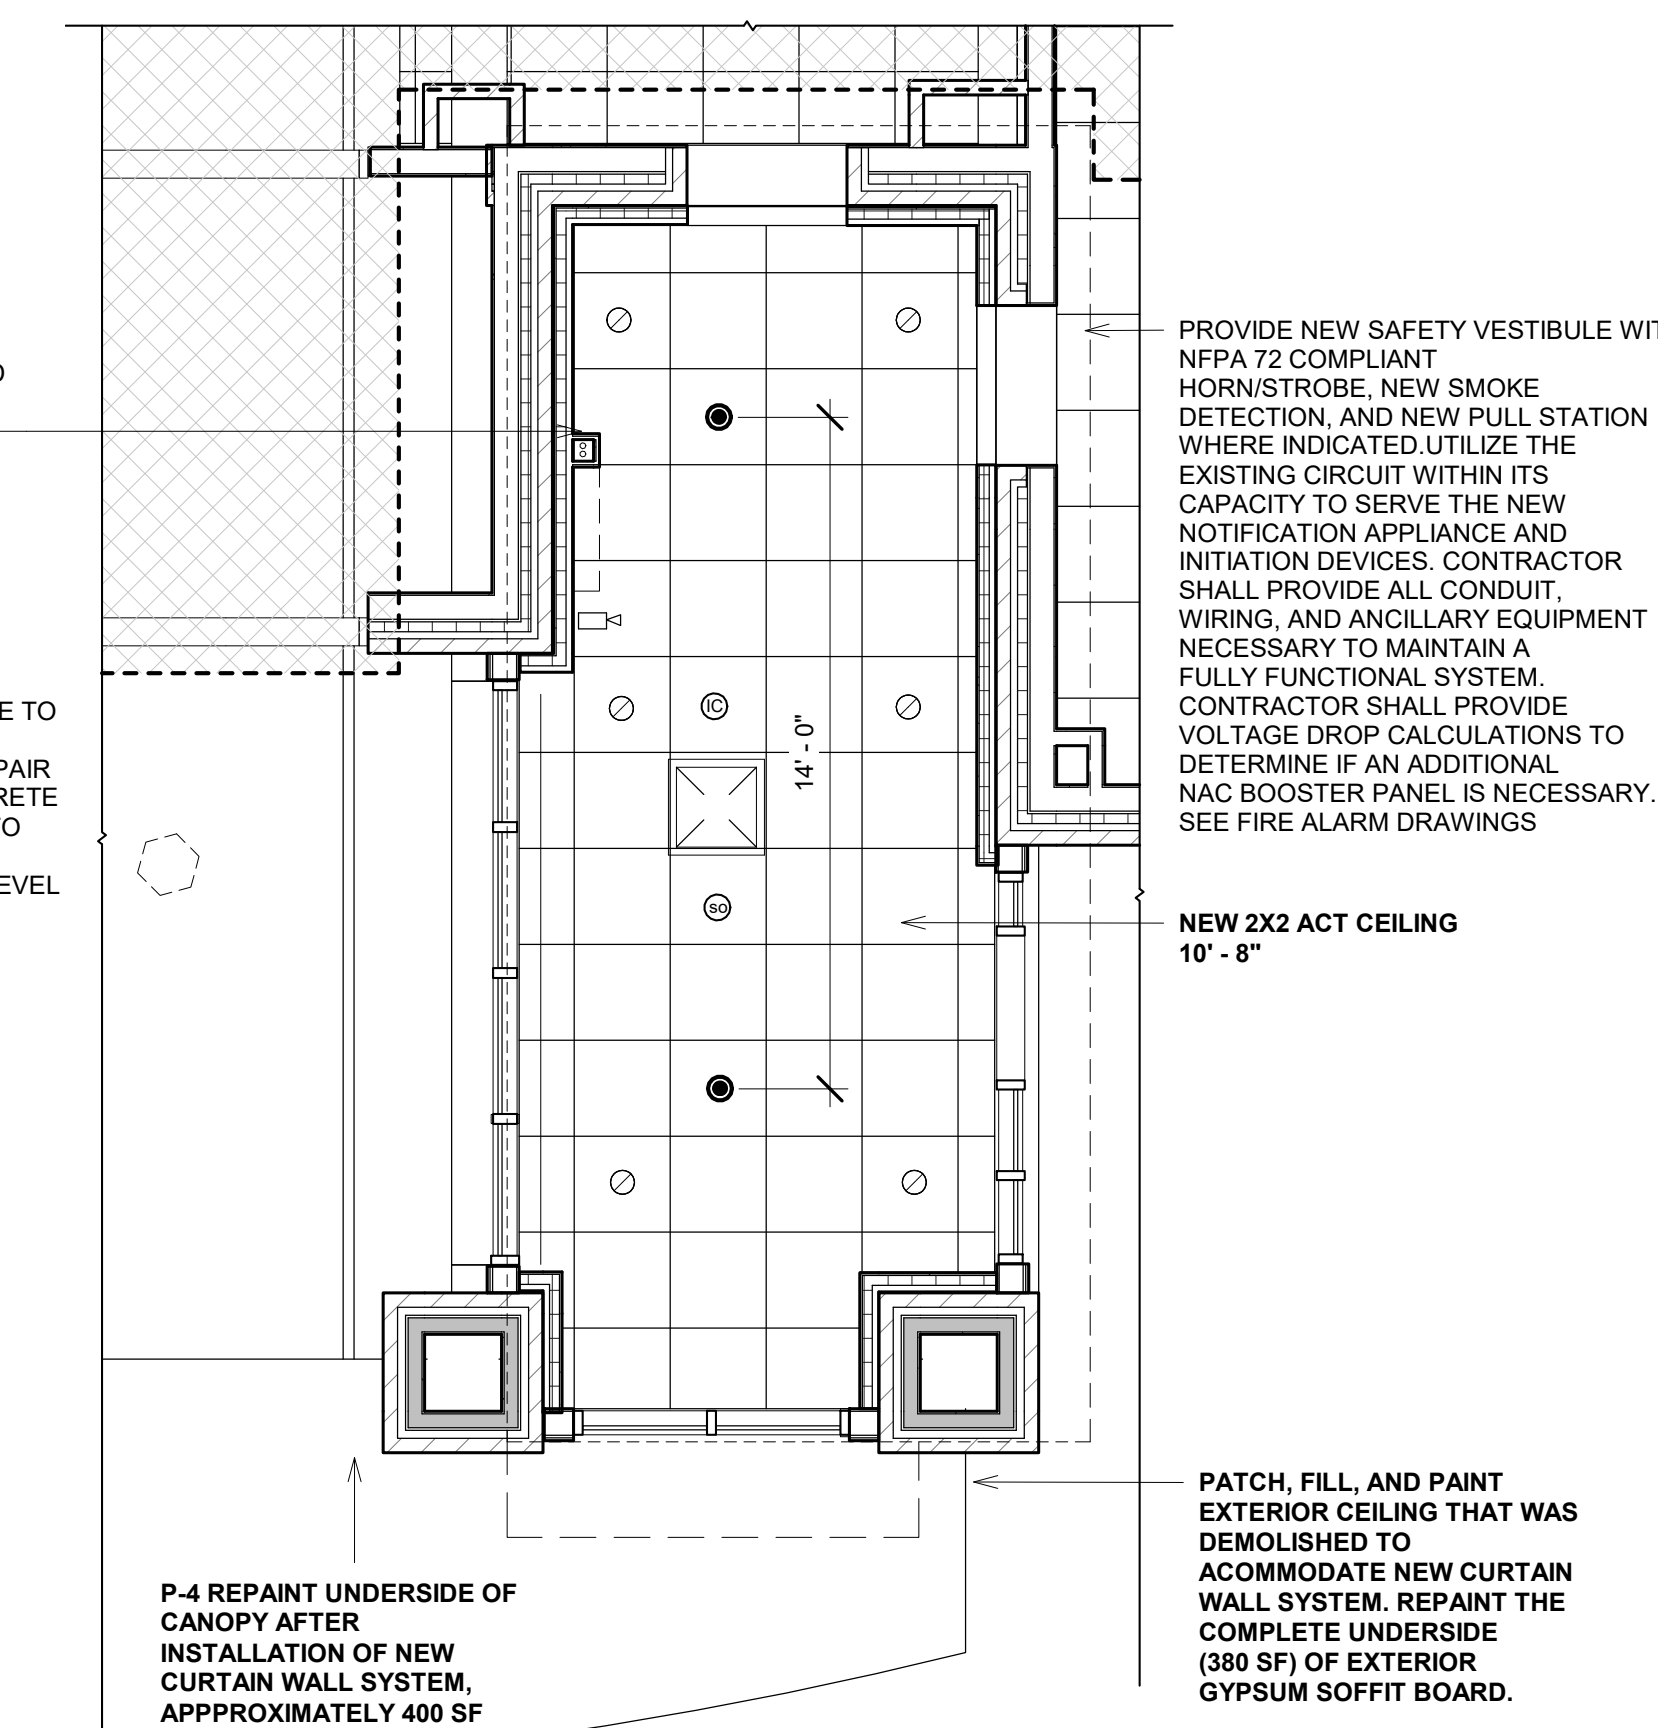 E TO
PAIR
RETE
TO
EVEL
PROVIDE NEW SAFETY VESTIBULE WIT
NFPA 72 COMPLIANT
HORN/STROBE, NEW SMOKE
DETECTION, AND NEW PULL STATION
WHERE INDICATED.UTILIZE THE
EXISTING CIRCUIT WITHIN ITS
CAPACITY TO SERVE THE NEW
NOTIFICATION APPLIANCE AND
INITIATION DEVICES. CONTRACTOR
SHALL PROVIDE ALL CONDUIT,
WIRING, AND ANCILLARY EQUIPMENT
NECESSARY TO MAINTAIN A
FULLY FUNCTIONAL SYSTEM.
CONTRACTOR SHALL PROVIDE
VOLTAGE DROP CALCULATIONS TO
DETERMINE IF AN ADDITIONAL
NAC BOOSTER PANEL IS NECESSARY.
SEE FIRE ALARM DRAWINGS
IC
14' - 0"
SO
NEW 2X2 ACT CEILING
10' - 8"
PATCH, FILL, AND PAINT
EXTERIOR CEILING THAT WAS
DEMOLISHED TO
ACOMMODATE NEW CURTAIN
WALL SYSTEM. REPAINT THE
COMPLETE UNDERSIDE
(380 SF) OF EXTERIOR
GYPSUM SOFFIT BOARD.
P-4 REPAINT UNDERSIDE OF
CANOPY AFTER
INSTALLATION OF NEW
CURTAIN WALL SYSTEM,
APPPROXIMATELY 400 SF